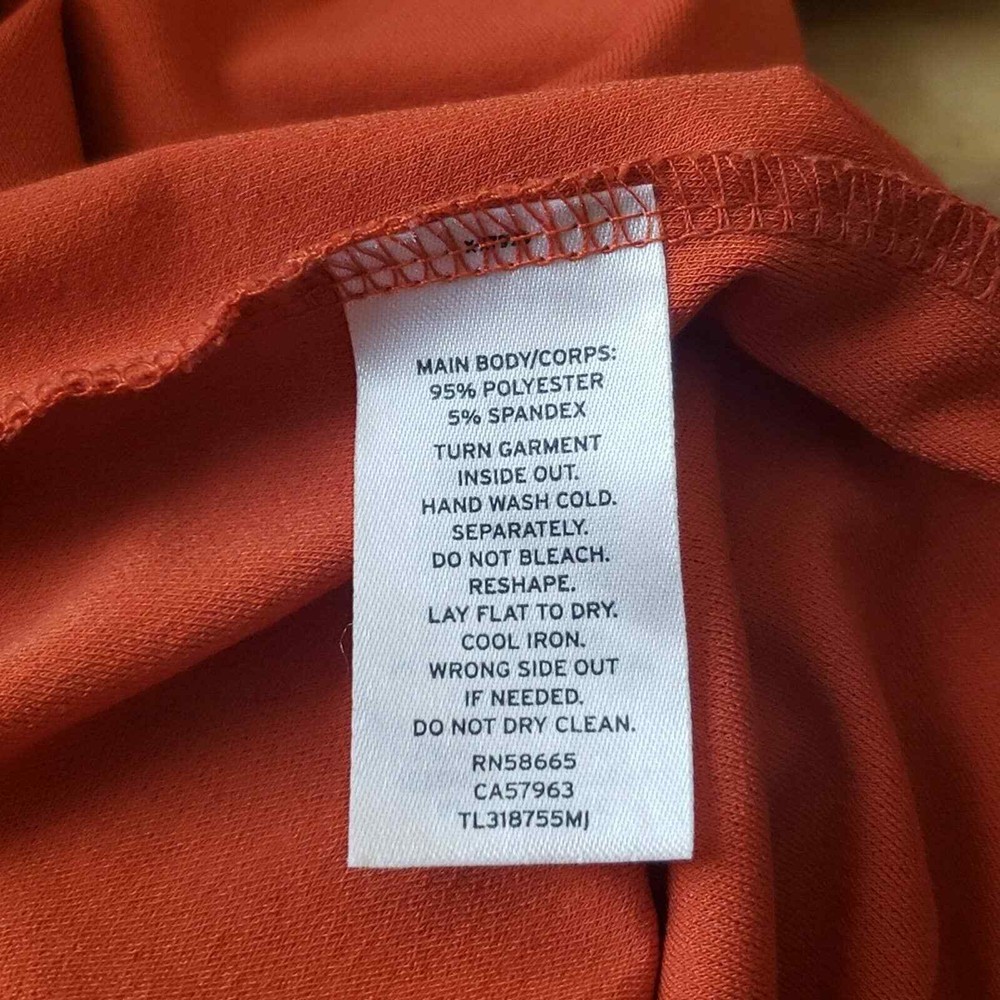 MAIN BODY/CORPS:
95% POLYESTER
5% SPANDEX
TURN GARMENT
INSIDE OUT.
HAND WASH COLD.
SEPARATELY.
DO NOT BLEACH.
RESHAPE.
LAY FLAT TO DRY.
COOL IRON.
WRONG SIDE OUT
IF NEEDED.
DO NOT DRY CLEAN.
RN58665
CA57963
TL318755MJ